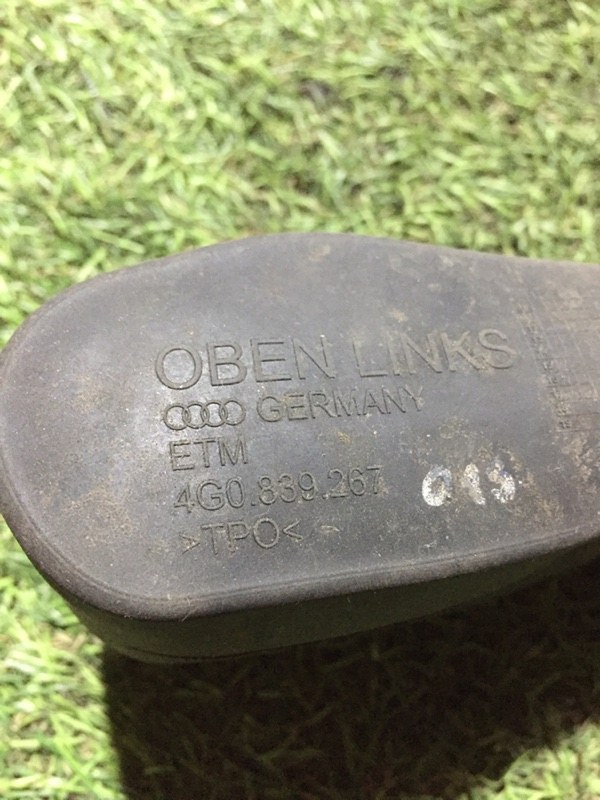 OBEN LINKS
GERMANY
ETM
4G0.839.267
>TPO<